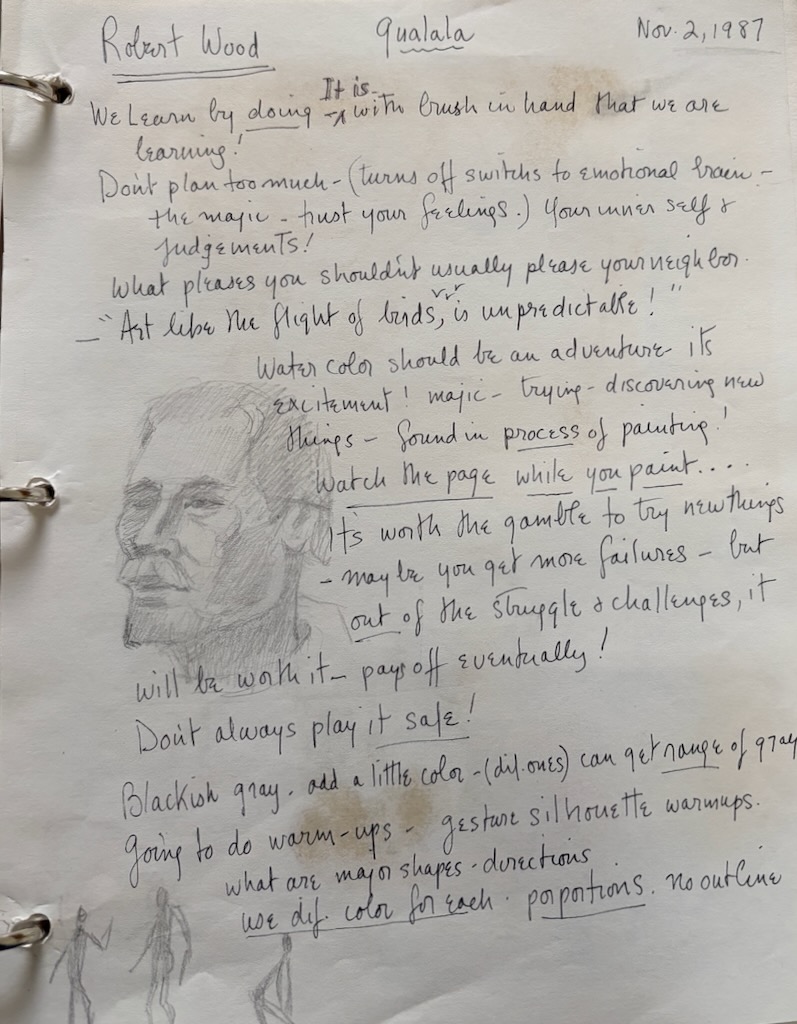 Robert Wood Gualala Nov. 2, 1987
We Learn by doing It is with brush in hand that we are
learning!
Don't plan too much - (turns off switchs to emotional brain -
the majic - trust your feelings.) Your inner self &
judgements!
What pleases you shouldn't usually please your neighbor.
— "Art like the flight of birds, is unpredictable!"
Water color should be an adventure - its
excitement! majic - trying - discovering new
things - found in process of painting!
Watch the page while you paint....
It's worth the gamble to try new things
- maybe you get more failures - but
out of the struggle & challenges, it
will be worth it - pays off eventually!
Don't always play it safe!
Blackish gray. add a little color - (dif. ones) can get range of gray
Going to do warm-ups - gesture silhouette warmups.
what are major shapes - directions
use dif. color for each. porportions. no outline